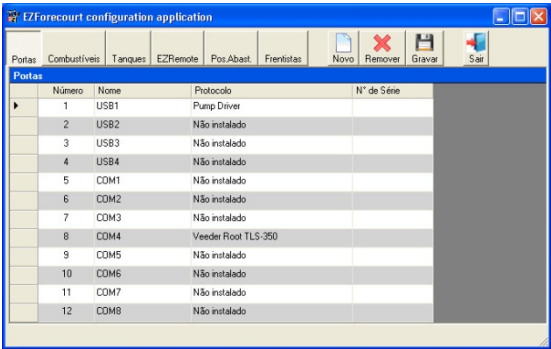 EZForecourt configuration application
Portas Combustíveis Tanques EZRemote Pos.Abast. Frentistas Novo Remover Gravar Sair
Portas
Número Nome Protocolo N° de Série
1 USB1 Pump Driver
2 USB2 Não instalado
3 USB3 Não instalado
4 USB4 Não instalado
5 COM1 Não instalado
6 COM2 Não instalado
7 COM3 Não instalado
8 COM4 Veeder Root TLS-350
9 COM5 Não instalado
10 COM6 Não instalado
11 COM7 Não instalado
12 COM8 Não instalado